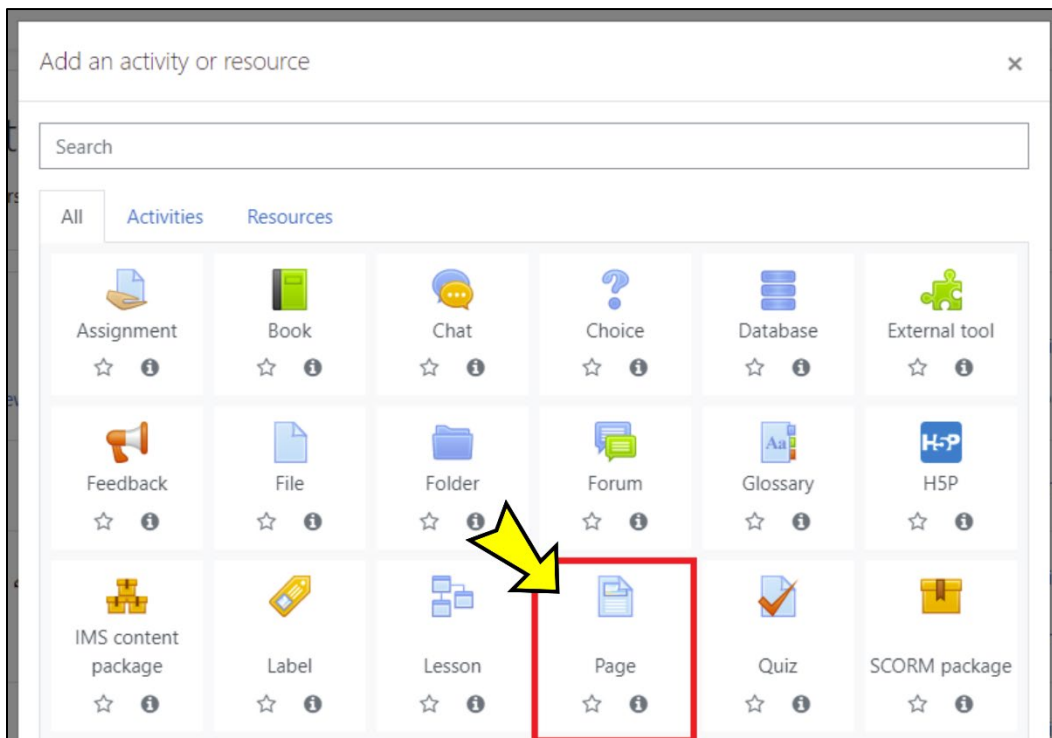 Add an activity or resource
×
Search
All Activities Resources
Assignment Book Chat Choice Database External tool
Feedback File Folder Forum Aa Glossary H5P H5P
IMS content
package Label Lesson Page Quiz SCORM package